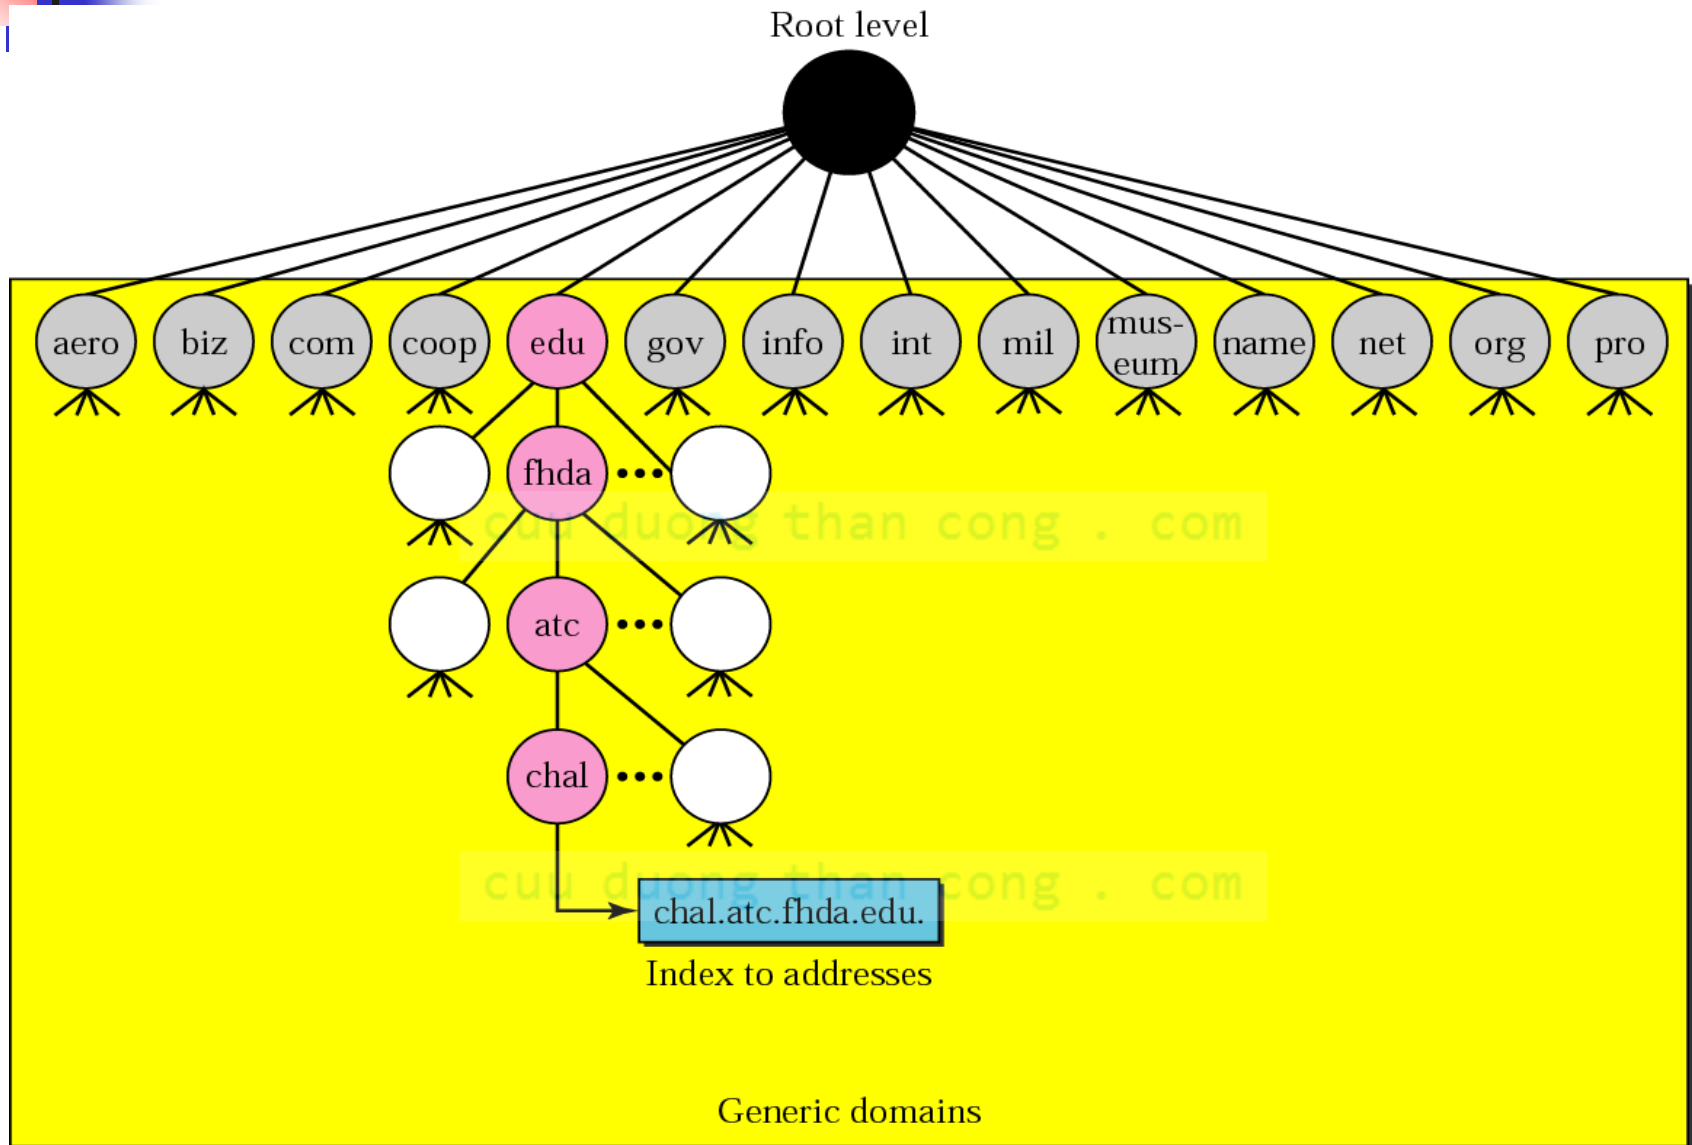 Root level
aero biz com coop edu gov info int mil mus-
eum name net org pro
fhda
cuu duong than cong . com
atc
chal
cuu duong than cong . com
chal.atc.fhda.edu.
Index to addresses
Generic domains